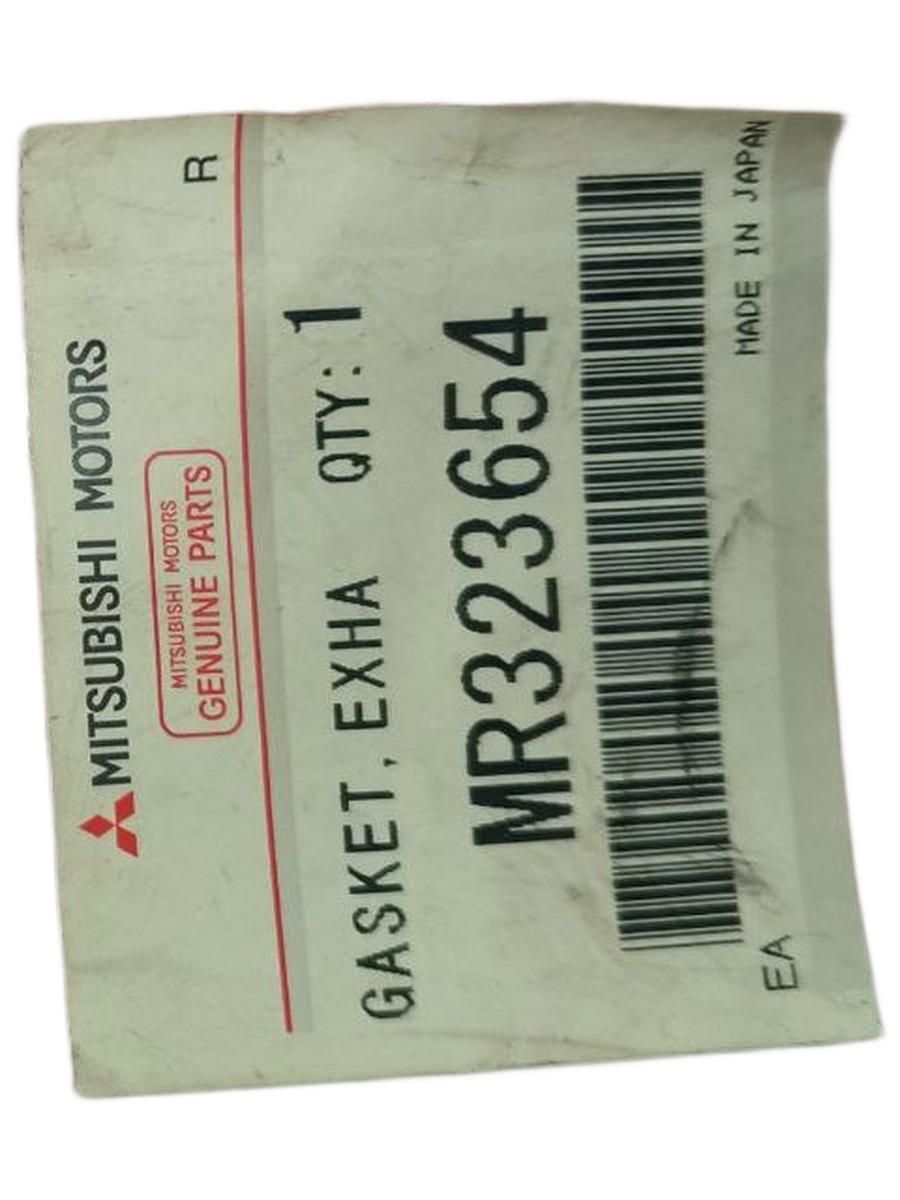 MITSUBISHI MOTORS
MITSUBISHI MOTORS
GENUINE PARTS
R
GASKET, EXHA QTY: 1
MR323654
EA MADE IN JAPAN